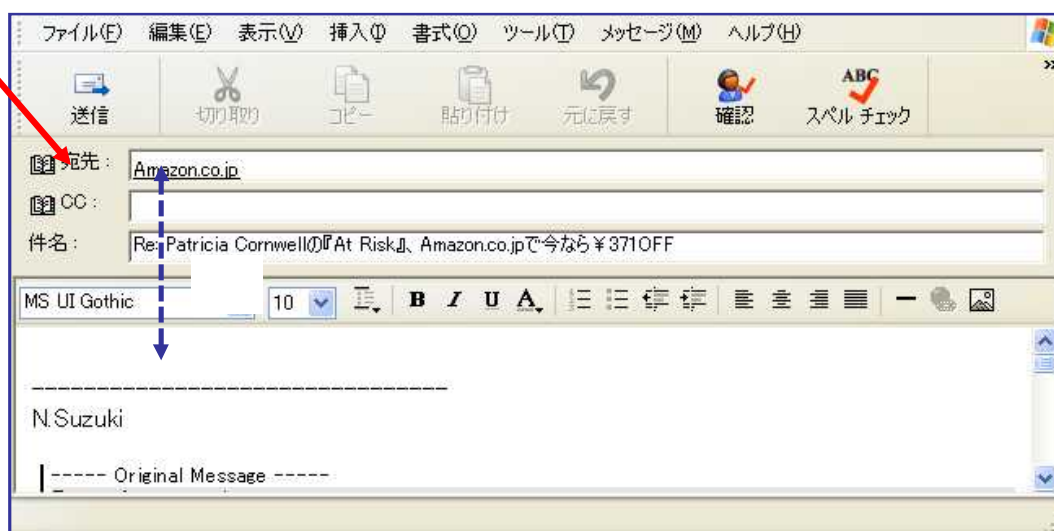 ファイル(F) 編集(E) 表示(V) 挿入(I) 書式(O) ツール(T) メッセージ(M) ヘルプ(H)
送信 切り取り コピー 貼り付け 元に戻す 確認 ABC スペル チェック »
宛先: Amazon.co.jp
CC:
件名: Re: Patricia Cornwellの『At Risk』、Amazon.co.jpで今なら¥371OFF
MS UI Gothic 10 B I U A
--------------------------------
N.Suzuki
----- Original Message -----